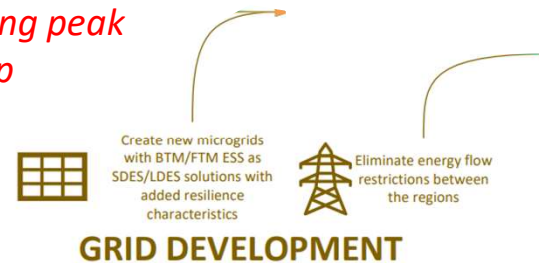 ng peak
p
Create new microgrids
with BTM/FTM ESS as
SDES/LDES solutions with
added resilience
characteristics
Eliminate energy flow
restrictions between
the regions
GRID DEVELOPMENT